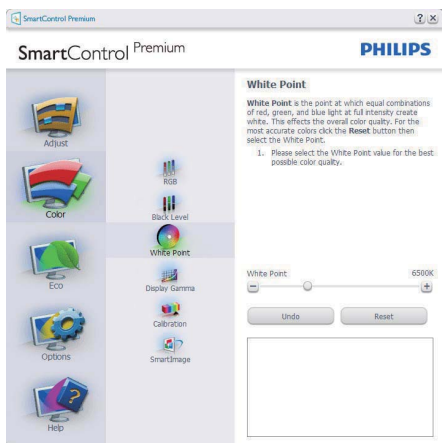 SmartControl Premium
SmartControl Premium
PHILIPS
Adjust
Color
Eco
Options
Help
RGB
Black Level
White Point
Display Gamma
Calibration
SmartImage
White Point
White Point is the point at which equal combinations
of red, green, and blue light at full intensity create
white. This effects the overall color quality. For the
most accurate colors click the Reset button then
select the White Point.
1. Please select the White Point value for the best
possible color quality.
White Point 6500K
Undo Reset